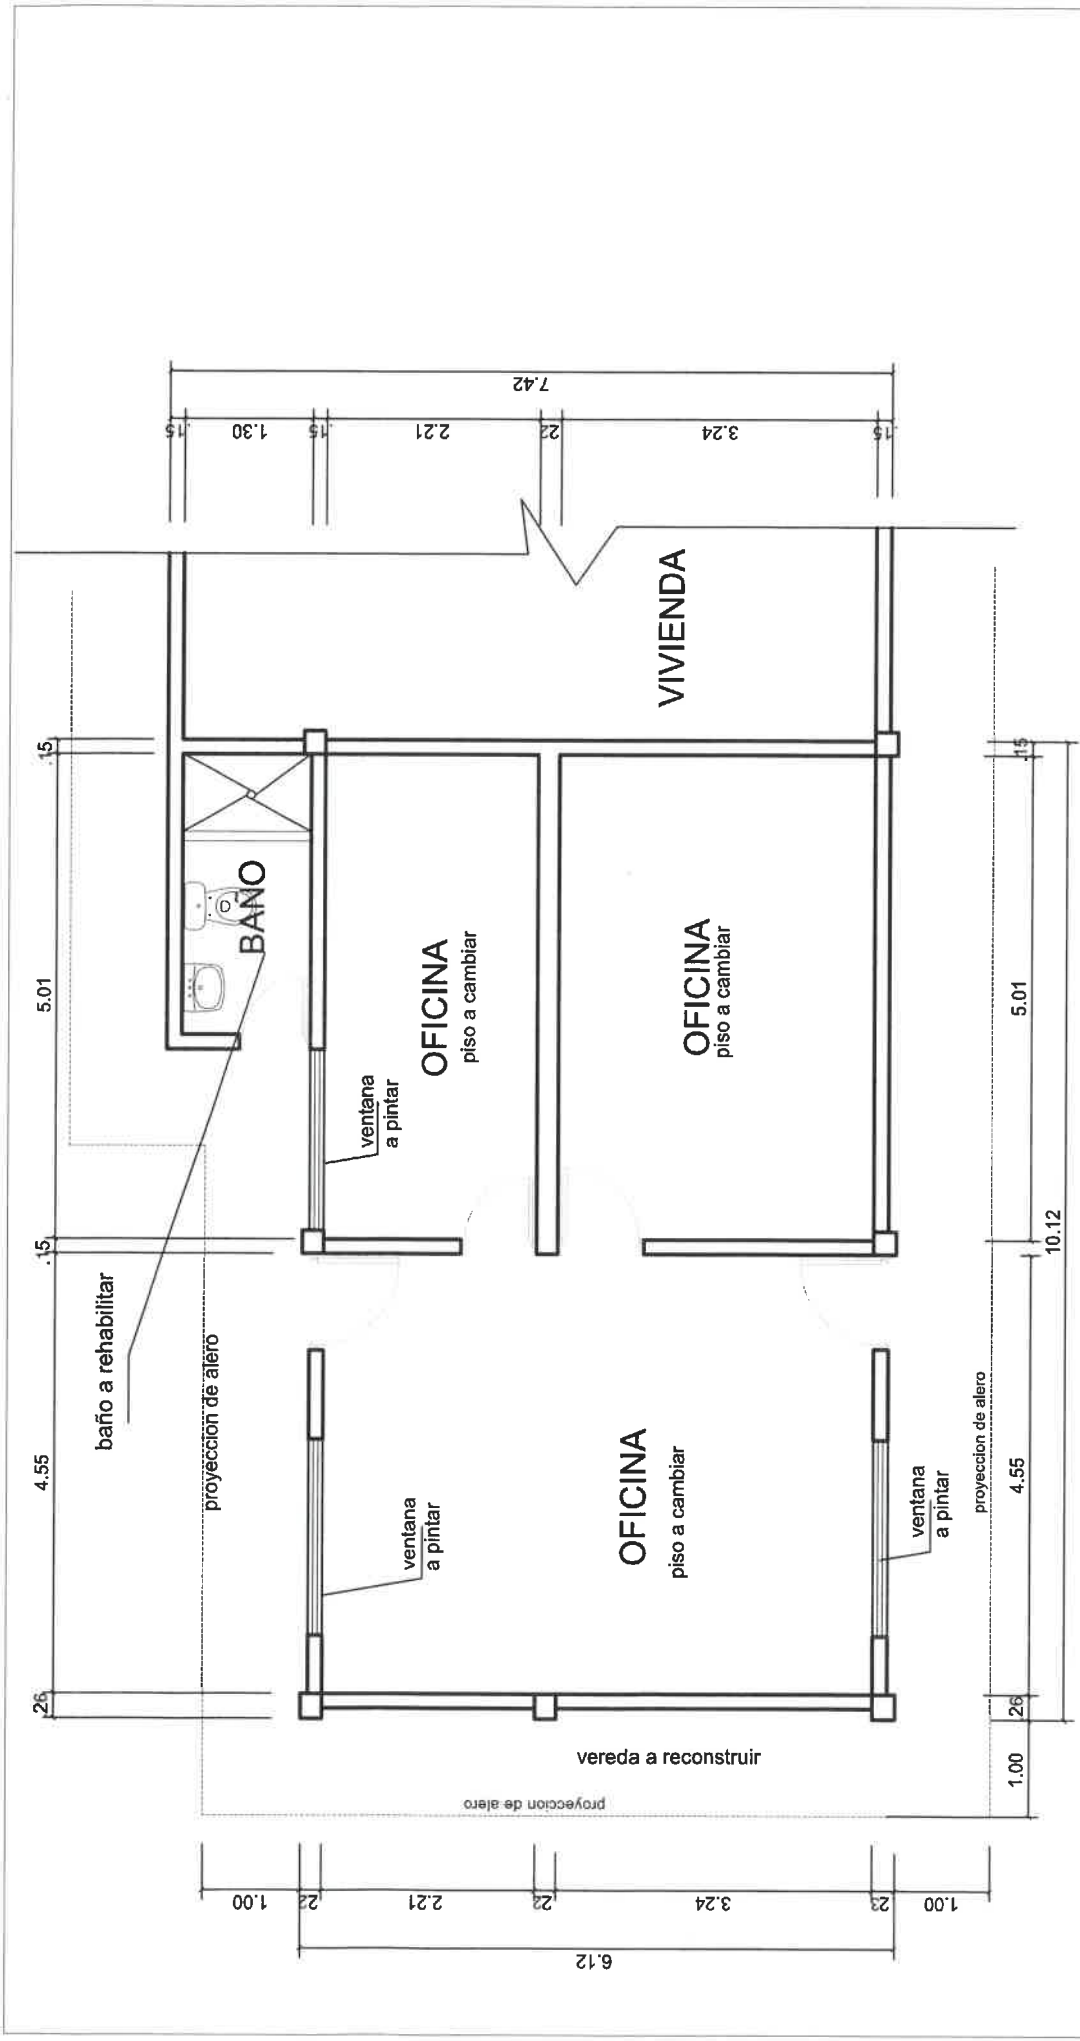 7.42
.15
1.30
.15
2.21
.22
3.24
.15
VIVIENDA
.15
5.01
.15
4.55
.26
BAÑO
OFICINA
piso a cambiar
OFICINA
piso a cambiar
ventana
a pintar
baño a rehabilitar
proyeccion de alero
OFICINA
piso a cambiar
ventana
a pintar
ventana
a pintar
proyeccion de alero
vereda a reconstruir
proyeccion de alero
.15
5.01
10.12
4.55
.26
1.00
1.00
.22
2.21
.22
3.24
.23
1.00
6.12